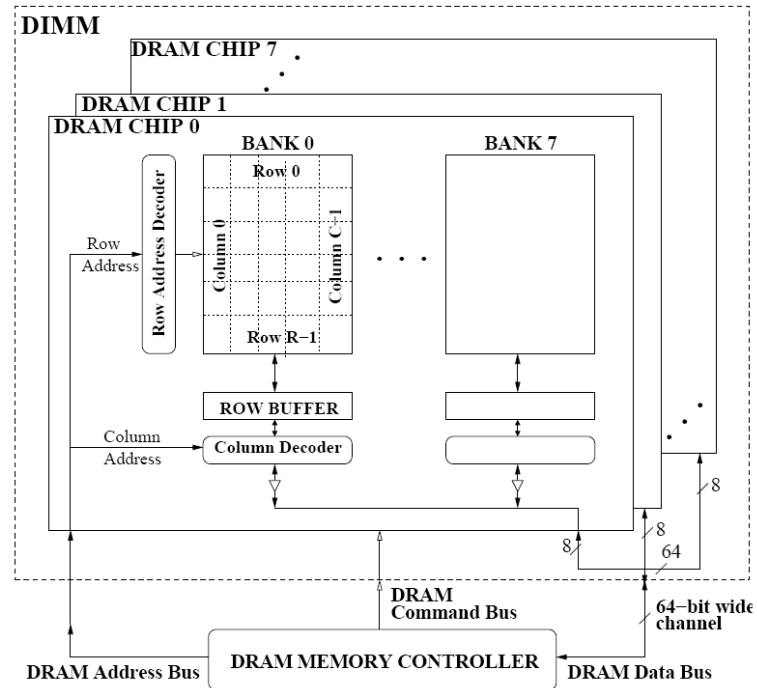 DIMM
DRAM CHIP 7
DRAM CHIP 1
DRAM CHIP 0
BANK 0
BANK 7
Row 0
Row Address Decoder
Column 0
Column C−1
Row
Address
Row R−1
ROW BUFFER
Column
Address
Column Decoder
8
8
8
64
DRAM
Command Bus
64−bit wide
channel
DRAM Address Bus
DRAM MEMORY CONTROLLER
DRAM Data Bus